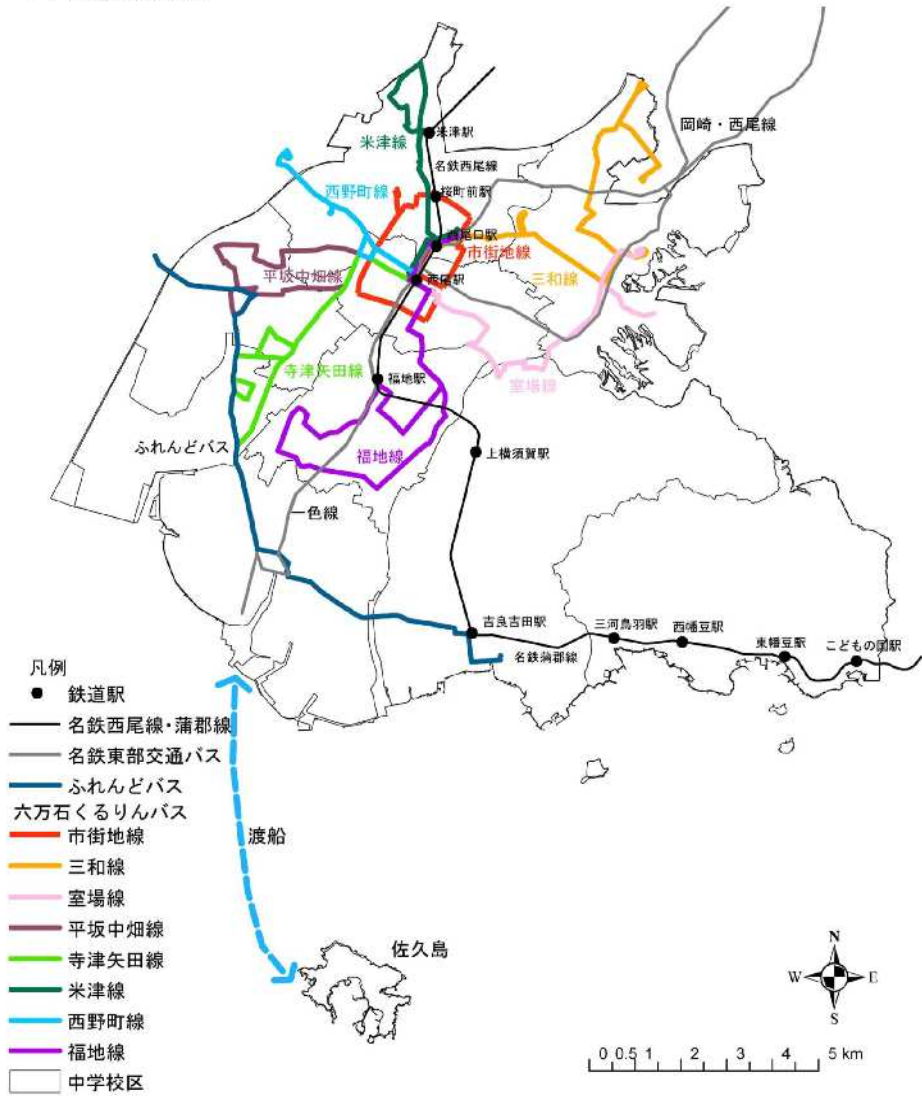 岡崎・西尾線
米津駅
米津線
名鉄西尾線
西野町線
桜町前駅
西尾口駅
市街地線
平坂中畑線
三和線
西尾駅
寺津矢田線
福地駅
室場線
ふれんどバス
福地線
上横須賀駅
一色線
吉良吉田駅
三河鳥羽駅
西幡豆駅
東幡豆駅
こどもの国駅
名鉄蒲郡線
凡例
鉄道駅
名鉄西尾線・蒲郡線
名鉄東部交通バス
ふれんどバス
六万石くるりんバス
市街地線
三和線
室場線
平坂中畑線
寺津矢田線
米津線
西野町線
福地線
中学校区
渡船
佐久島
N
W E
S
0 0.5 1 2 3 4 5 km